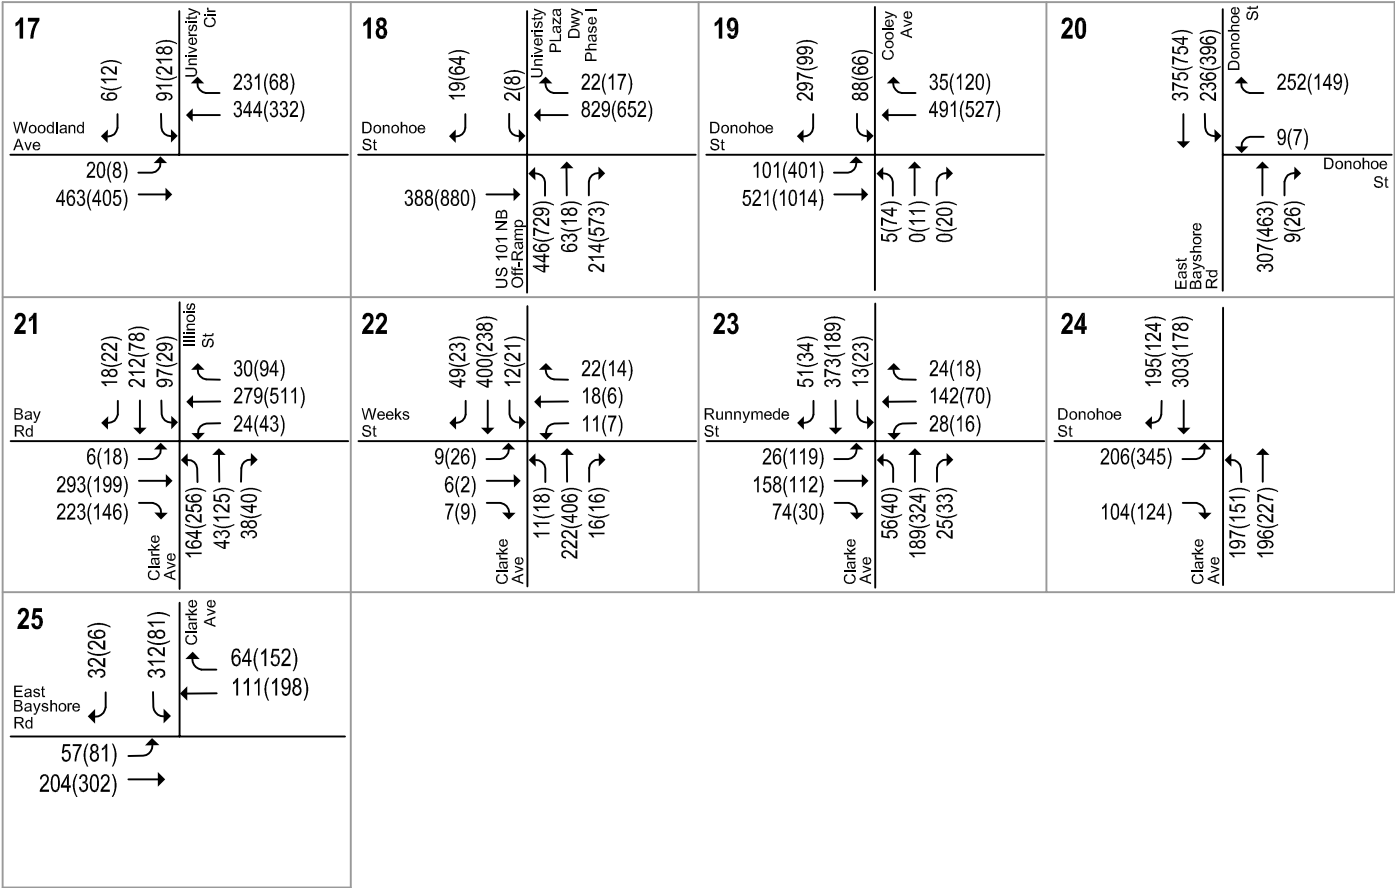 17
6(12)
91(218)
University
Cir
231(68)
344(332)
Woodland
Ave
20(8)
463(405)
18
19(64)
2(8)
Univeristy
PLaza
Dwy
Phase I
22(17)
829(652)
Donohoe
St
388(880)
US 101 NB
Off-Ramp
446(729)
63(18)
214(573)
19
297(99)
88(66)
Cooley
Ave
35(120)
491(527)
Donohoe
St
101(401)
521(1014)
5(74)
0(11)
0(20)
20
375(754)
236(396)
Donohoe
St
252(149)
9(7)
Donohoe
St
East
Bayshore
Rd
307(463)
9(26)
21
18(22)
212(78)
97(29)
Illinois
St
30(94)
279(511)
24(43)
Bay
Rd
6(18)
293(199)
223(146)
Clarke
Ave
164(256)
43(125)
38(40)
22
49(23)
400(238)
12(21)
22(14)
18(6)
11(7)
Weeks
St
9(26)
6(2)
7(9)
Clarke
Ave
11(18)
222(406)
16(16)
23
51(34)
373(189)
13(23)
24(18)
142(70)
28(16)
Runnymede
St
26(119)
158(112)
74(30)
Clarke
Ave
56(40)
189(324)
25(33)
24
195(124)
303(178)
Donohoe
St
206(345)
104(124)
Clarke
Ave
197(151)
196(227)
25
32(26)
312(81)
Clarke
Ave
64(152)
111(198)
East
Bayshore
Rd
57(81)
204(302)